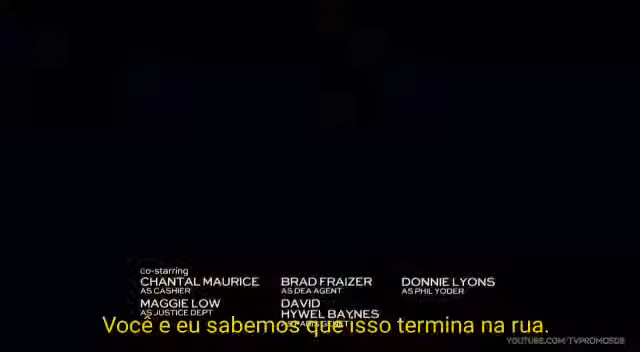 co-starring
CHANTAL MAURICE BRAD FRAIZER DONNIE LYONS
AS CASHIER AS DEA AGENT AS PHIL YODER
MAGGIE LOW DAVID
AS JUSTICE DEPT HYWEL BAYNES
Você e eu sabemos que isso termina na rua.
YOUTUBE.COM/TVPROMOSDB